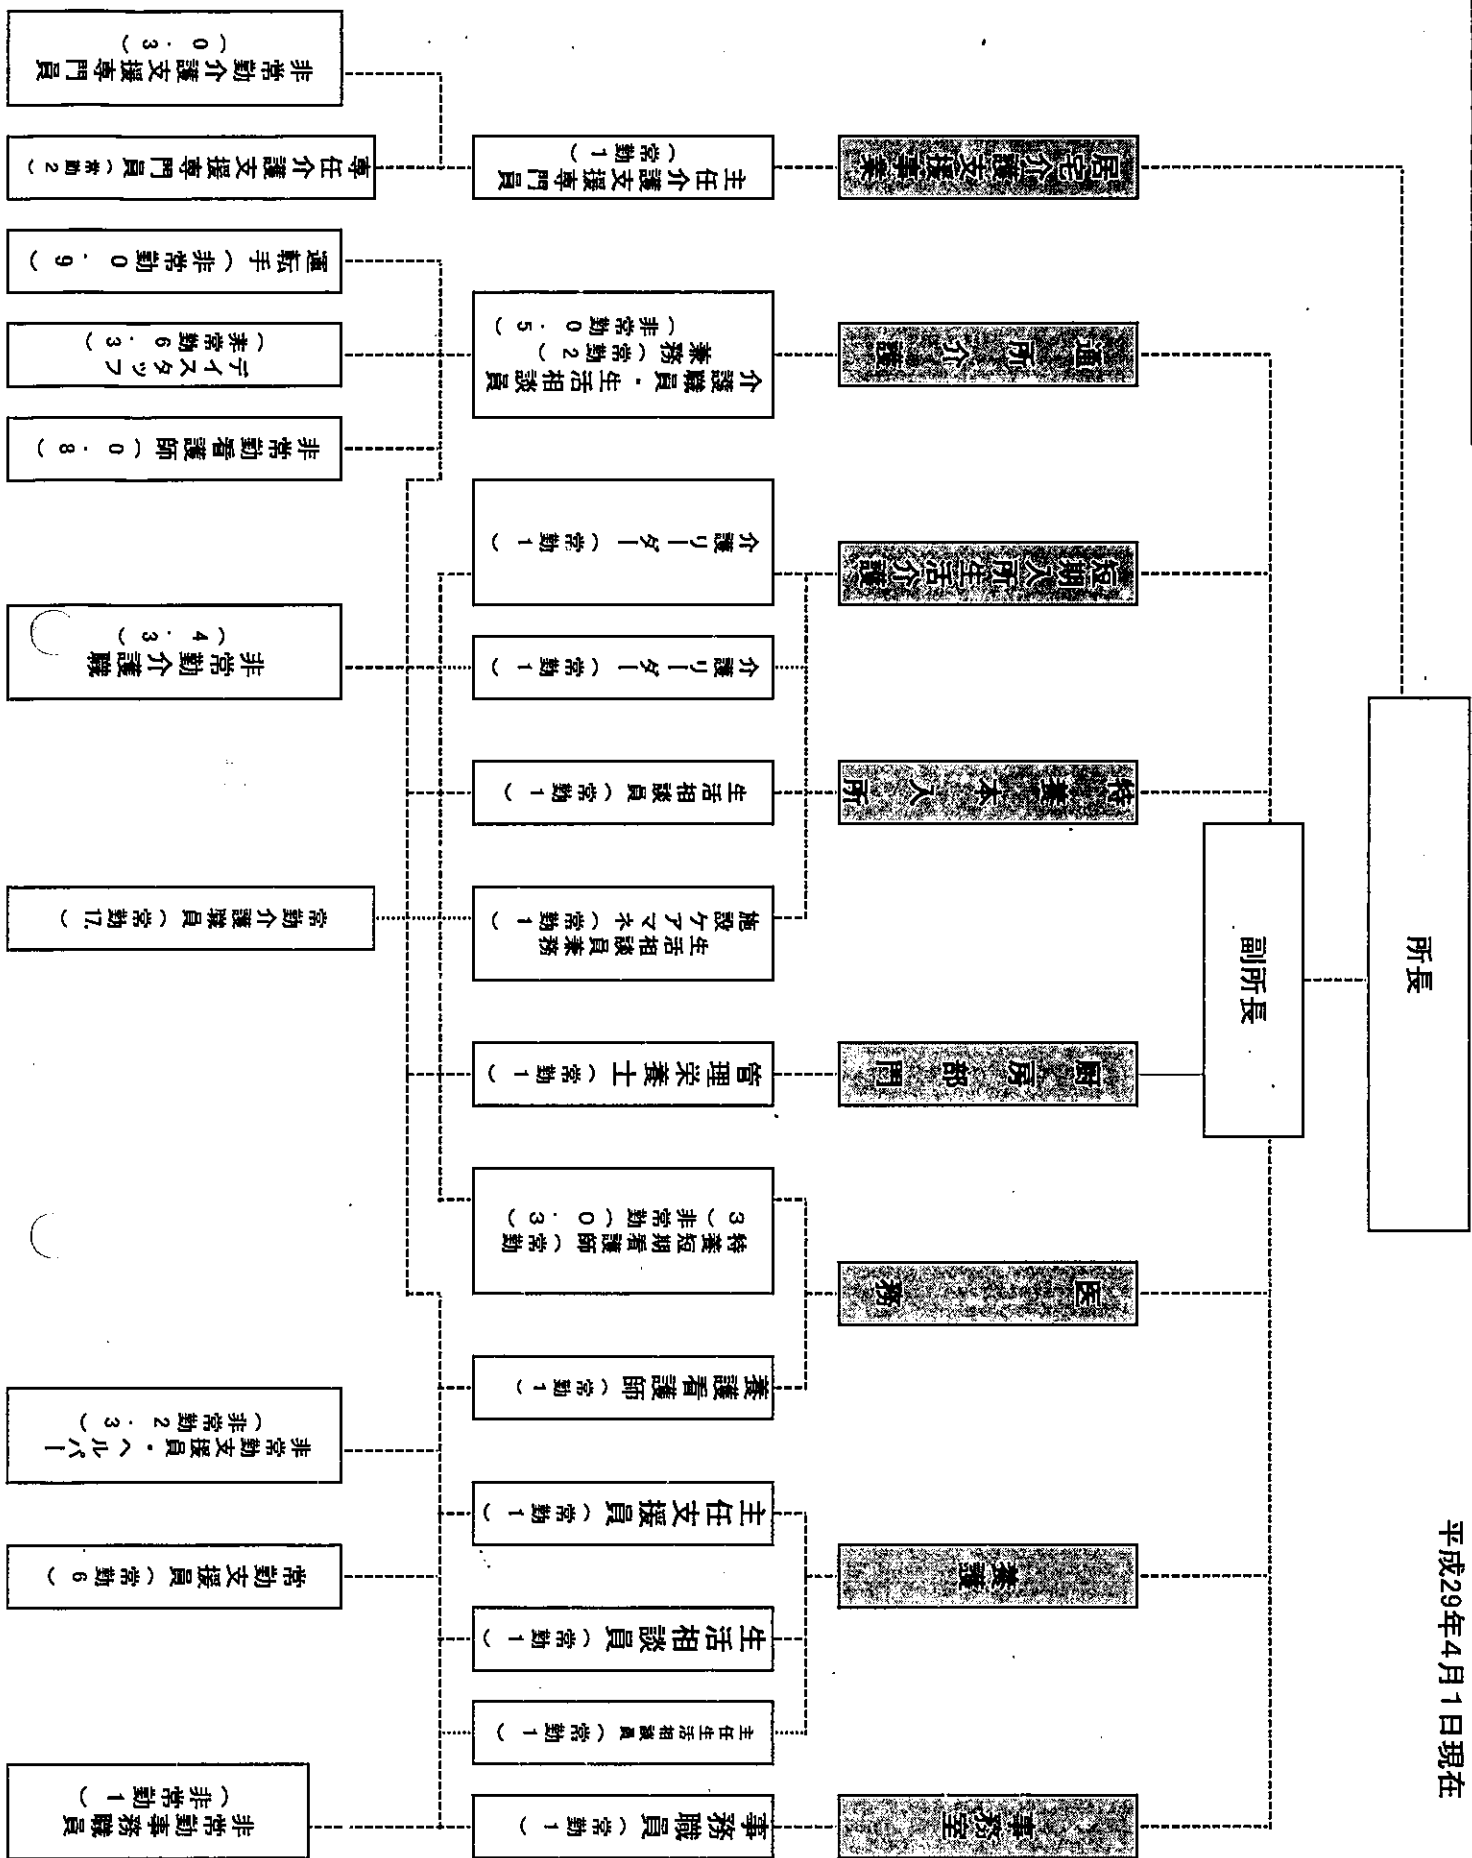 平成29年4月1日現在
所長
副所長
居宅介護支援事業
通所介護
短期入所生活介護
特養本入所
厨房部門
医務
養護
事務室
主任介護支援専門員
(常勤1)
介護職員・生活相談員
兼務(常勤2)
(非常勤0.5)
介護リーダー(常勤1)
介護リーダー(常勤1)
生活相談員(常勤1)
生活相談員兼務
施設ケアマネ(常勤1)
管理栄養士(常勤1)
特養短期看護師(常勤
3)非常勤(0.3)
養護看護師(常勤1)
主任支援員(常勤1)
生活相談員(常勤1)
主任生活相談員(常勤1)
事務職員(常勤1)
非常勤介護支援専門員
(0.3)
専任介護支援専門員(常勤2)
運転手(非常勤0.9)
デイスタッフ
(非常勤6.3)
非常勤看護師(0.8)
非常勤介護職
(4.3)
常勤介護職員(常勤17)
非常勤支援員・ヘルパー
(非常勤2.3)
常勤支援員(常勤6)
非常勤事務職員
(非常勤1)